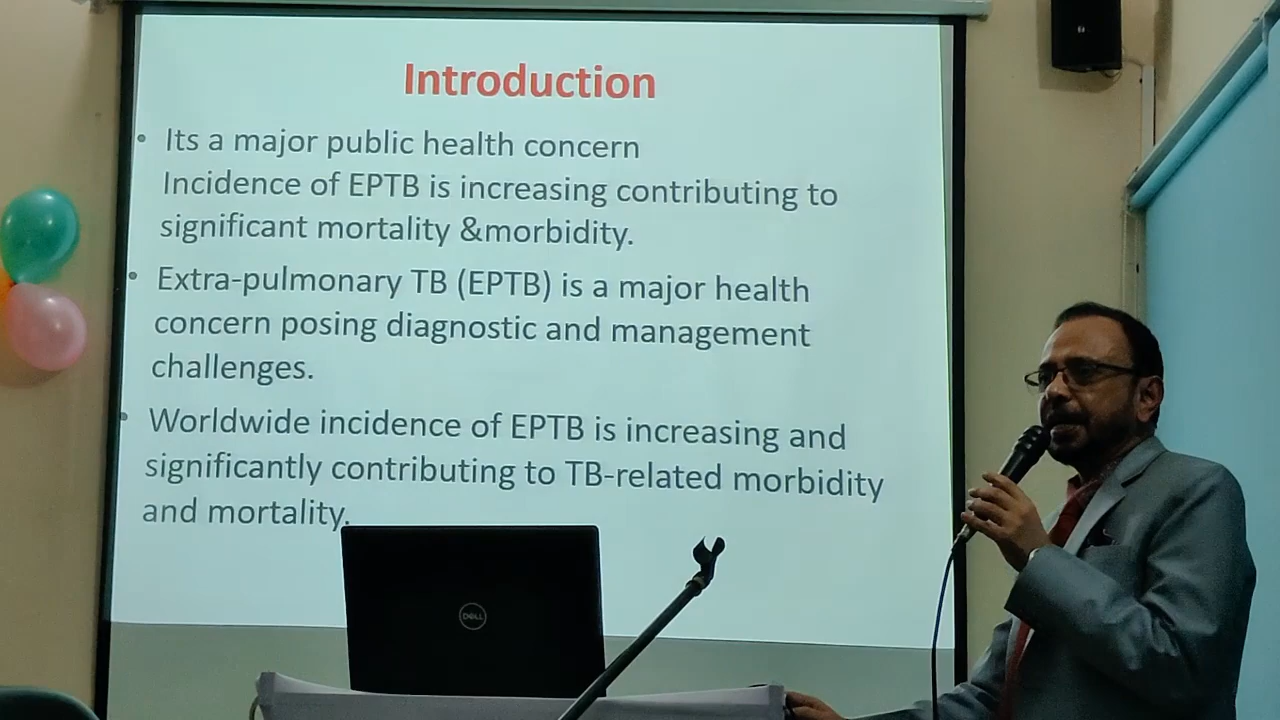 Introduction
• Its a major public health concern
Incidence of EPTB is increasing contributing to
significant mortality &morbidity.
• Extra-pulmonary TB (EPTB) is a major health
concern posing diagnostic and management
challenges.
• Worldwide incidence of EPTB is increasing and
significantly contributing to TB-related morbidity
and mortality.
DELL